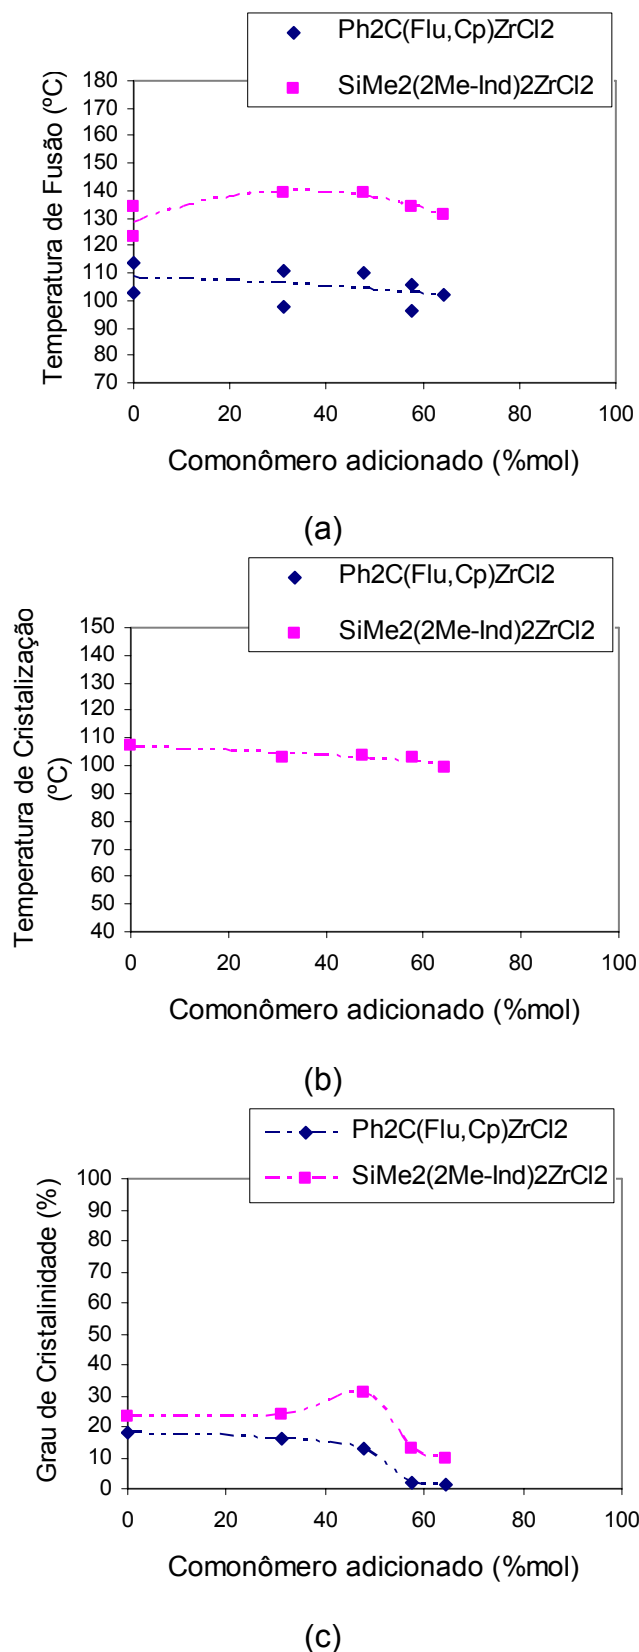 Ph2C(Flu,Cp)ZrCl2
SiMe2(2Me-Ind)2ZrCl2
Temperatura de Fusão (ºC)
180
170
160
150
140
130
120
110
100
90
80
70
0 20 40 60 80 100
Comonômero adicionado (%mol)
(a)
Ph2C(Flu,Cp)ZrCl2
SiMe2(2Me-Ind)2ZrCl2
Temperatura de Cristalização
(ºC)
150
140
130
120
110
100
90
80
70
60
50
40
0 20 40 60 80 100
Comonômero adicionado (%mol)
(b)
Ph2C(Flu,Cp)ZrCl2
SiMe2(2Me-Ind)2ZrCl2
Grau de Cristalinidade (%)
100
90
80
70
60
50
40
30
20
10
0
0 20 40 60 80 100
Comonômero adicionado (%mol)
(c)